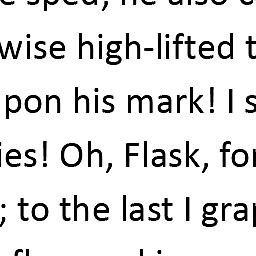 sped, he also
wise high-lifted t
pon his mark! I s
ies! Oh, Flask, for
; to the last I grap